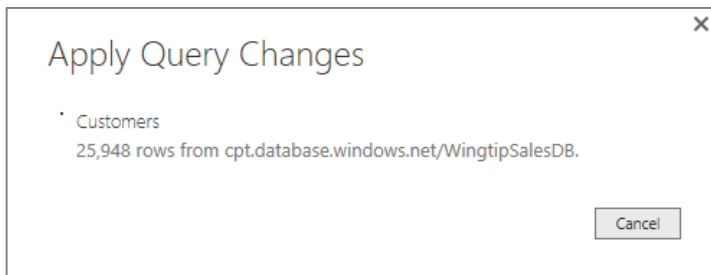 Apply Query Changes
Customers
25,948 rows from cpt.database.windows.net/WingtipSalesDB.
Cancel